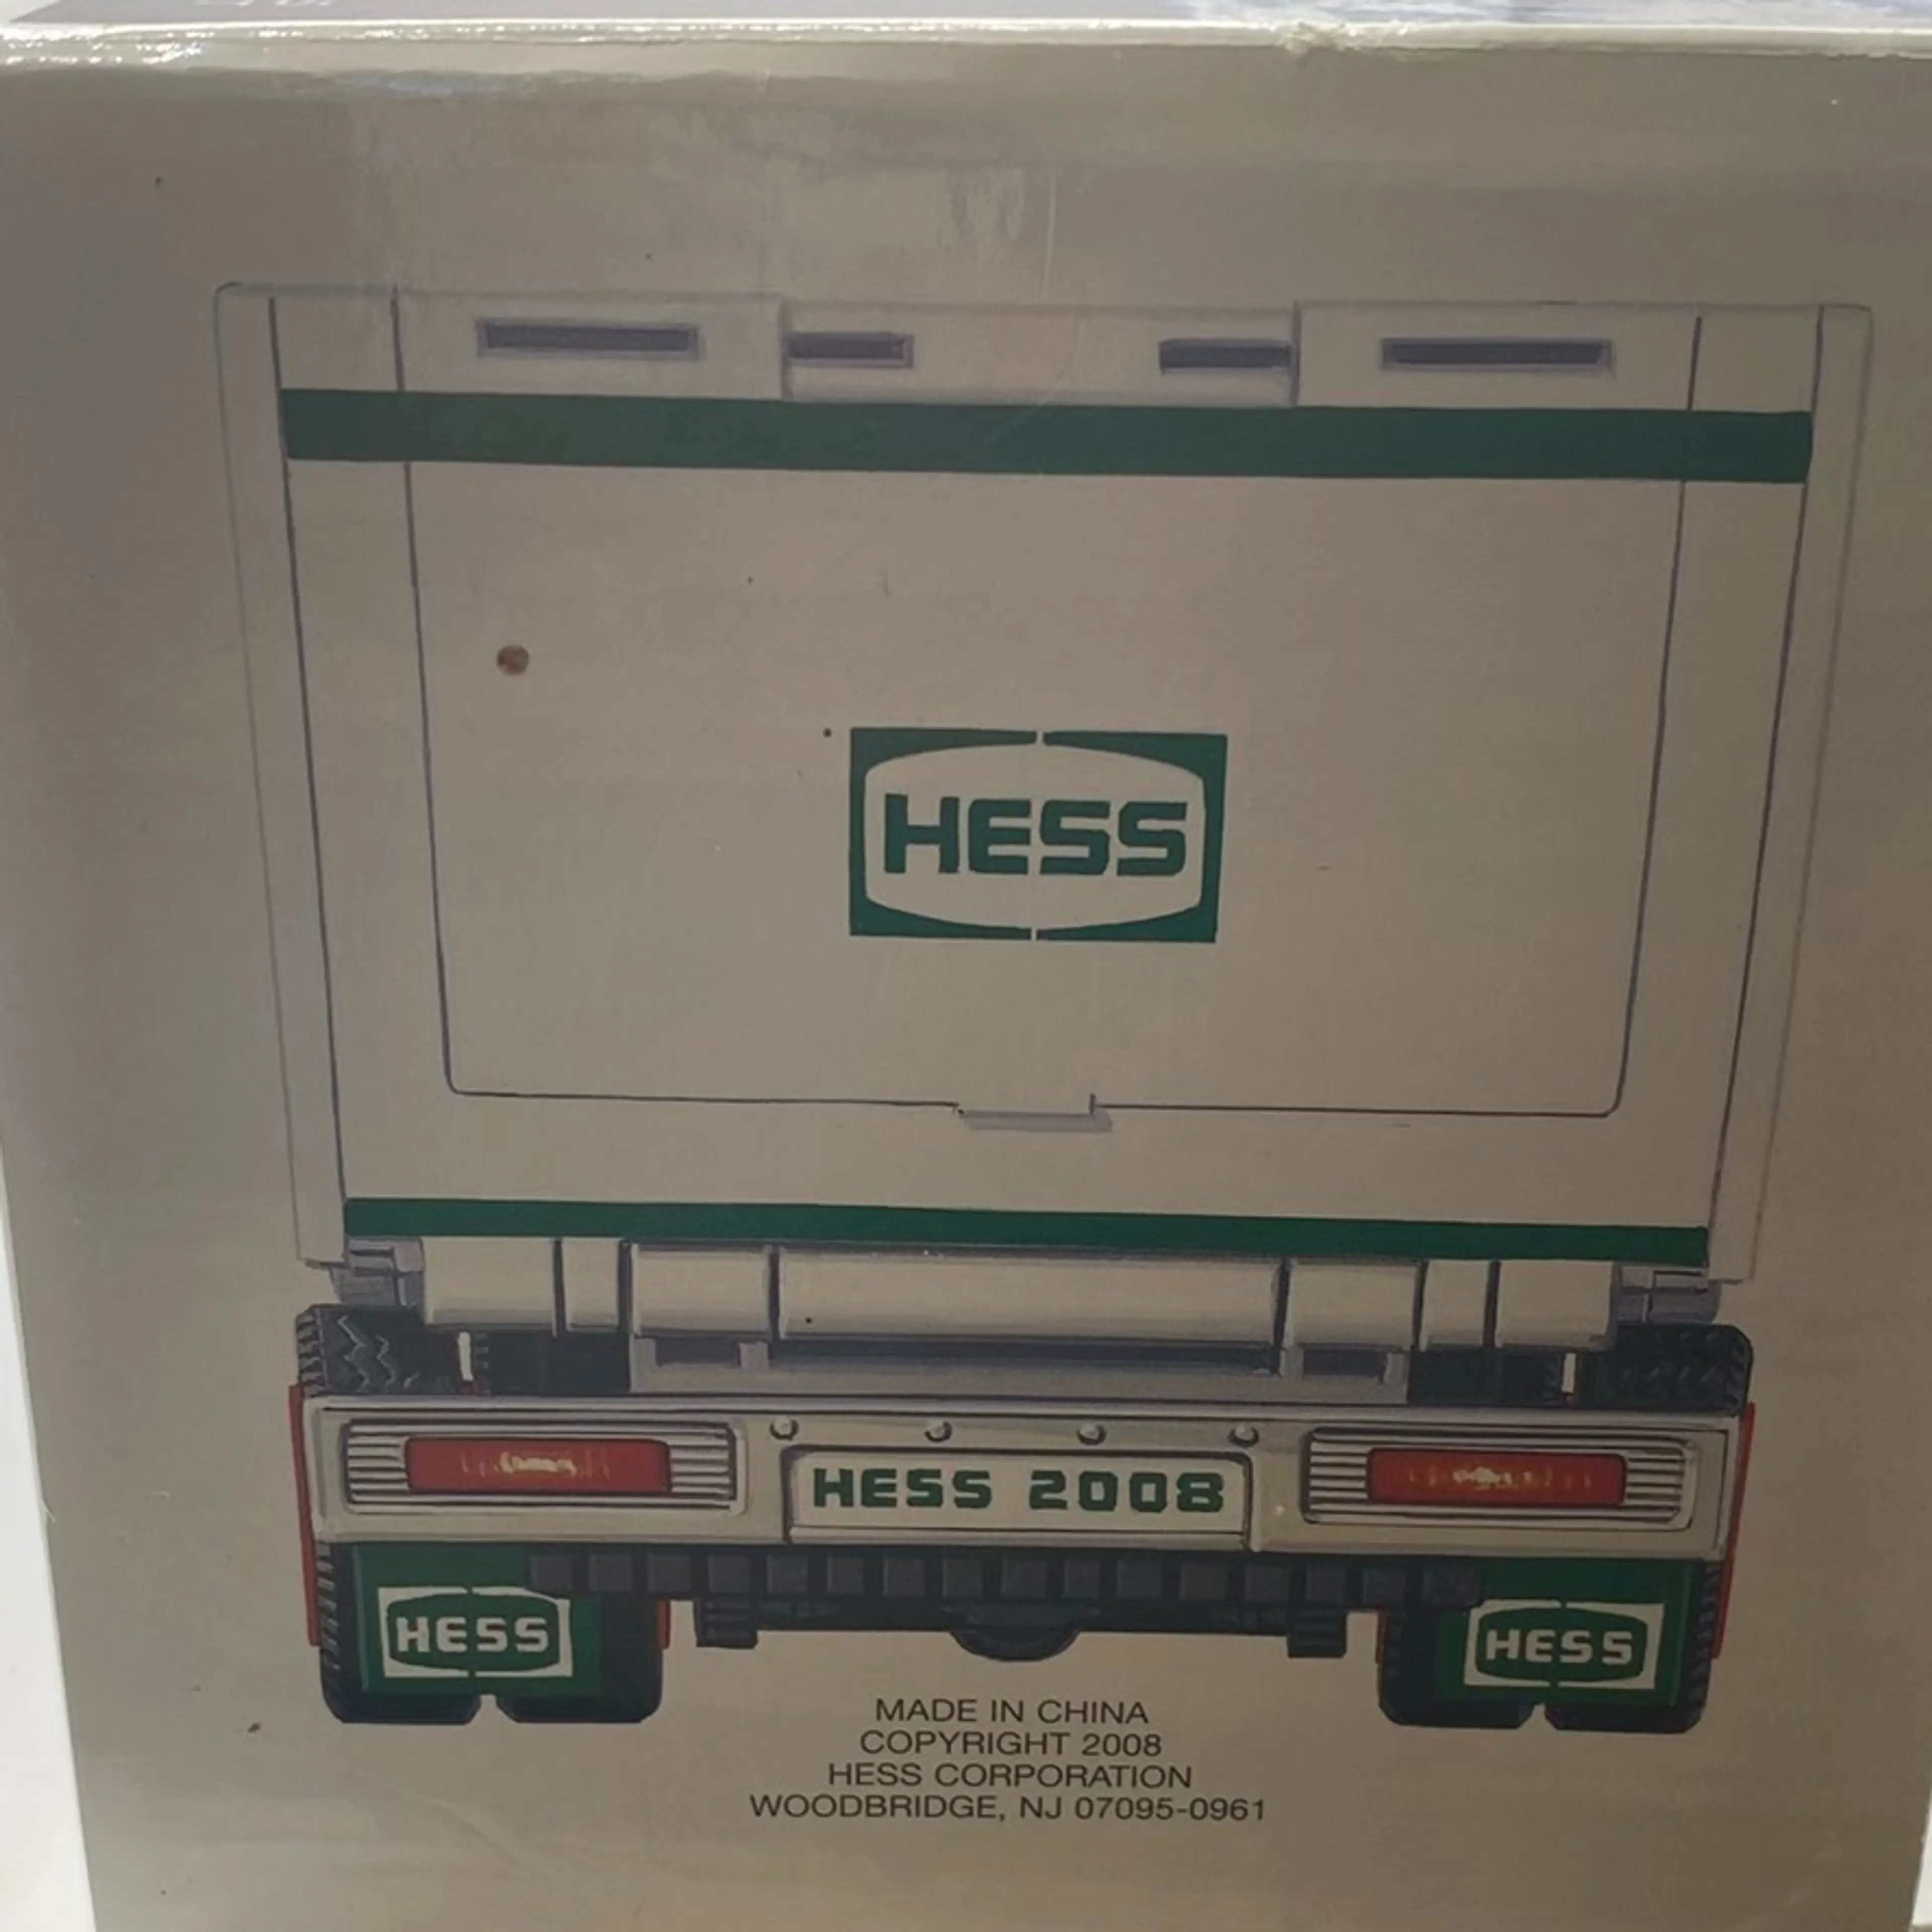 HESS
HESS 2008
HESS
HESS
MADE IN CHINA
COPYRIGHT 2008
HESS CORPORATION
WOODBRIDGE, NJ 07095-0961